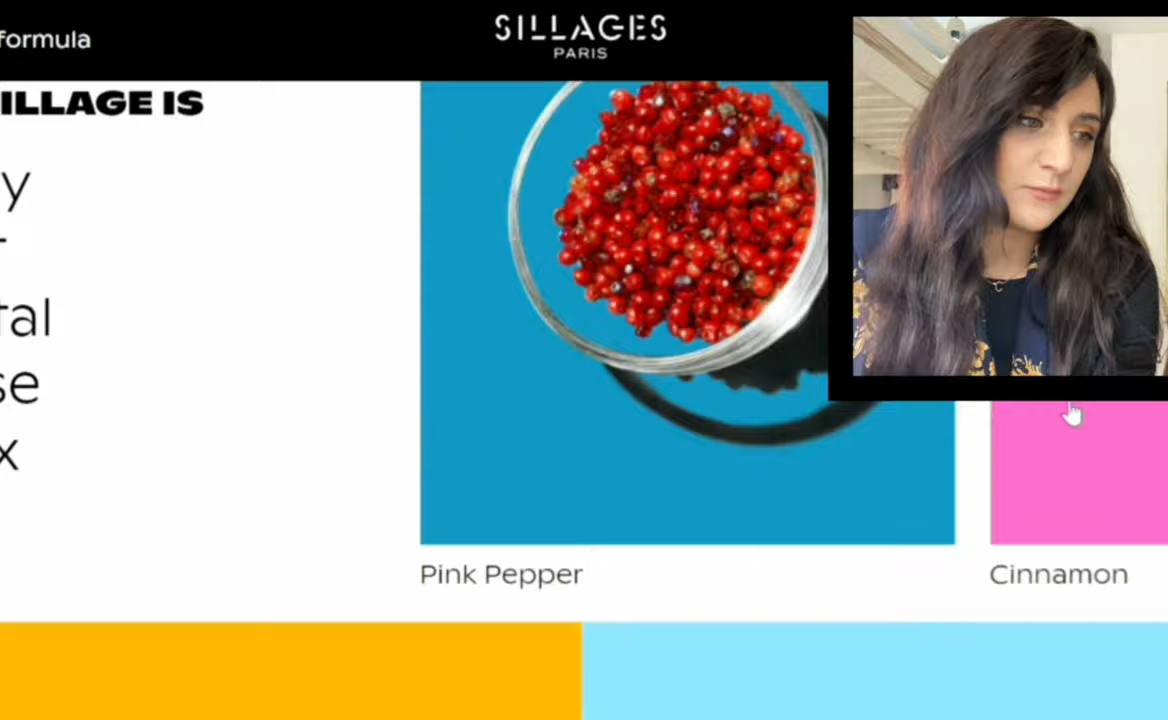 formula
SILLAGES
PARIS
ILLAGE IS
y
tal
se
x
Pink Pepper
Cinnamon